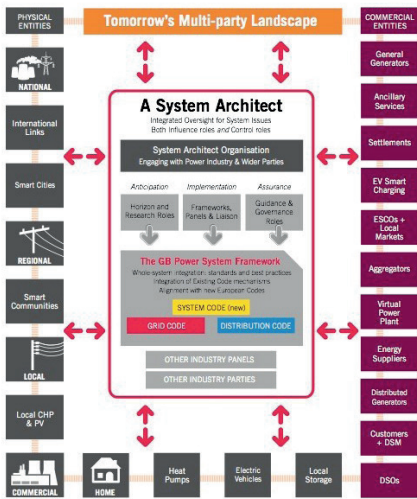 PHYSICAL
ENTITIES
Tomorrow's Multi-party Landscape
COMMERCIAL
ENTITIES
NATIONAL
International
Links
Smart Cities
REGIONAL
Smart
Communities
LOCAL
Local CHP
& PV
COMMERCIAL
HOME
Heat
Pumps
Electric
Vehicles
Local
Storage
A System Architect
Integrated Oversight for System Issues
Both Influence roles and Control roles
System Architect Organisation
Engaging with Power Industry & Wider Parties
Anticipation
Implementation
Assurance
Horizon and
Research Roles
Frameworks,
Panels & Liaison
Guidance &
Governance
Roles
The GB Power System Framework
Whole-system integration, standards and best practices
Integration of Existing Code mechanisms
Alignment with new European Codes
SYSTEM CODE (new)
GRID CODE
DISTRIBUTION CODE
OTHER INDUSTRY PANELS
OTHER INDUSTRY PARTIES
General
Generators
Ancillary
Services
Settlements
EV Smart
Charging
ESCOs +
Local
Markets
Aggregators
Virtual
Power
Plant
Energy
Suppliers
Distributed
Generators
Customers
+ DSM
DSOs